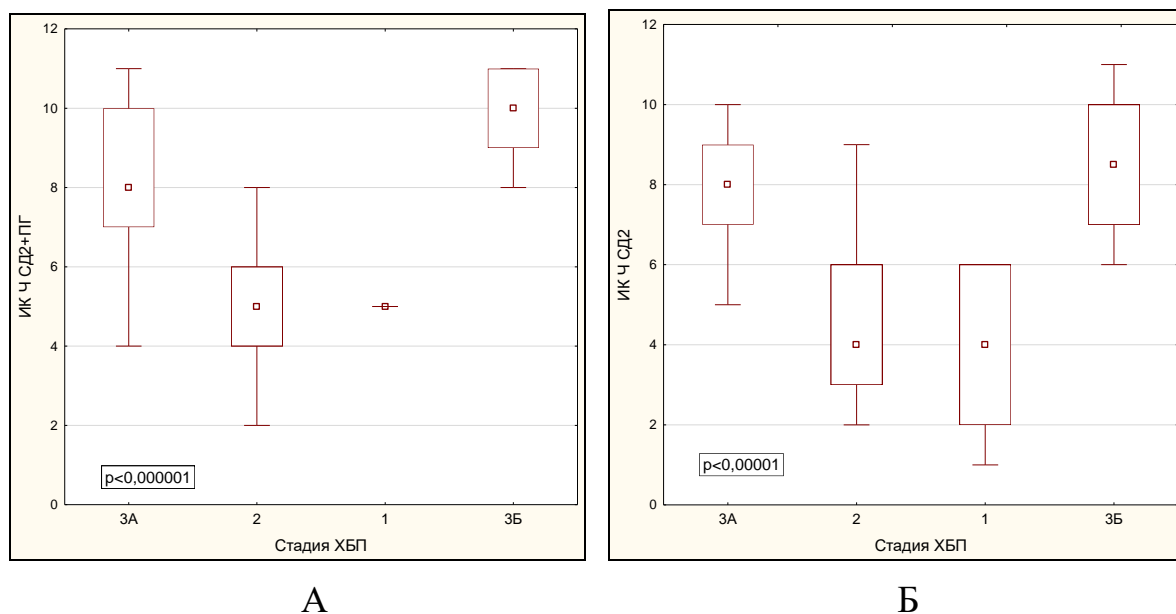 12
10
8
6
4
2
0
ИК Ч СД2+ПГ
p<0,000001
3А 2 1 3Б
Стадия ХБП
А
12
10
8
6
4
2
0
ИК Ч СД2
p<0,00001
3А 2 1 3Б
Стадия ХБП
Б